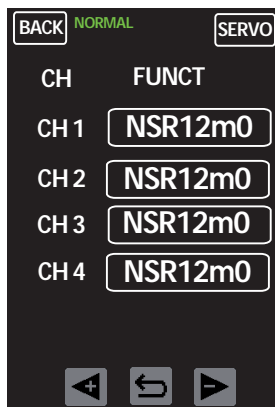 BACK NORMAL SERVO
CH FUNCT
CH 1 NSR12m0
CH 2 NSR12m0
CH 3 NSR12m0
CH 4 NSR12m0
+ -